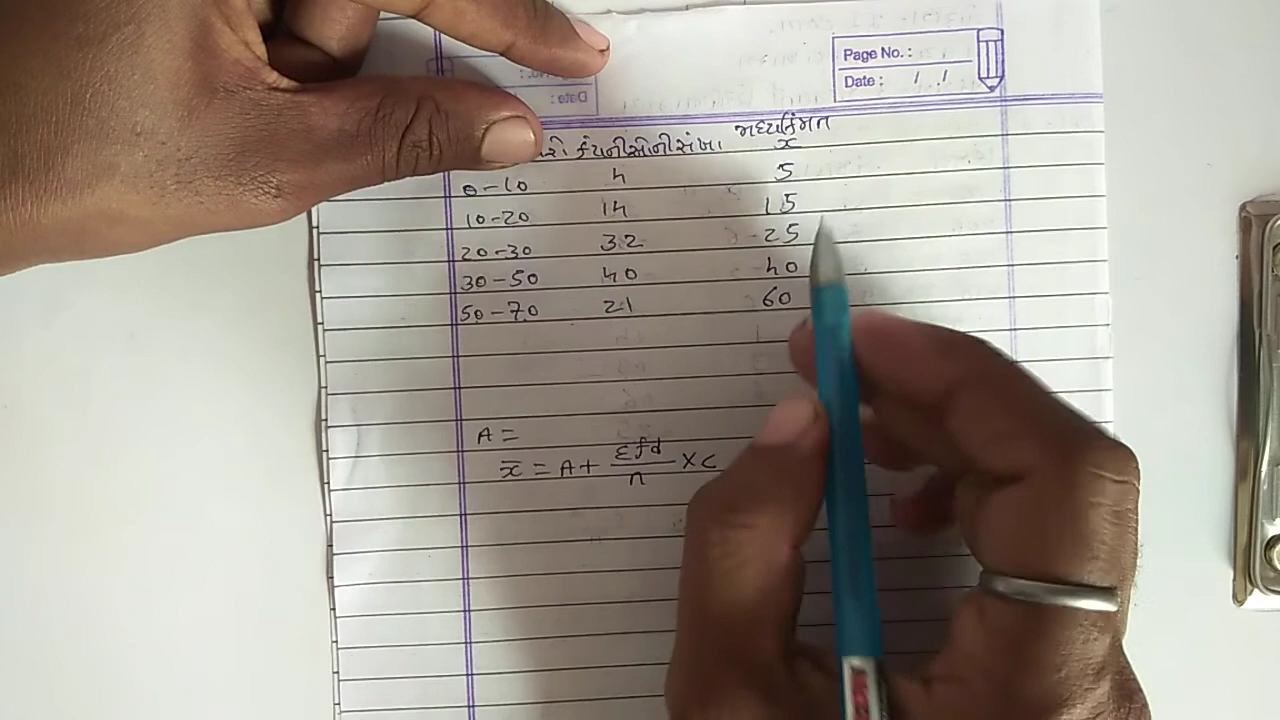 Page No. :
Date : / /
મધ્યકિંમત
કંપનીઓની સંખ્યા x
0-10 4 5
10-20 14 15
20-30 32 25
30-50 40 40
50-70 21 60
A =
x̄ = A + Σfd/n × C